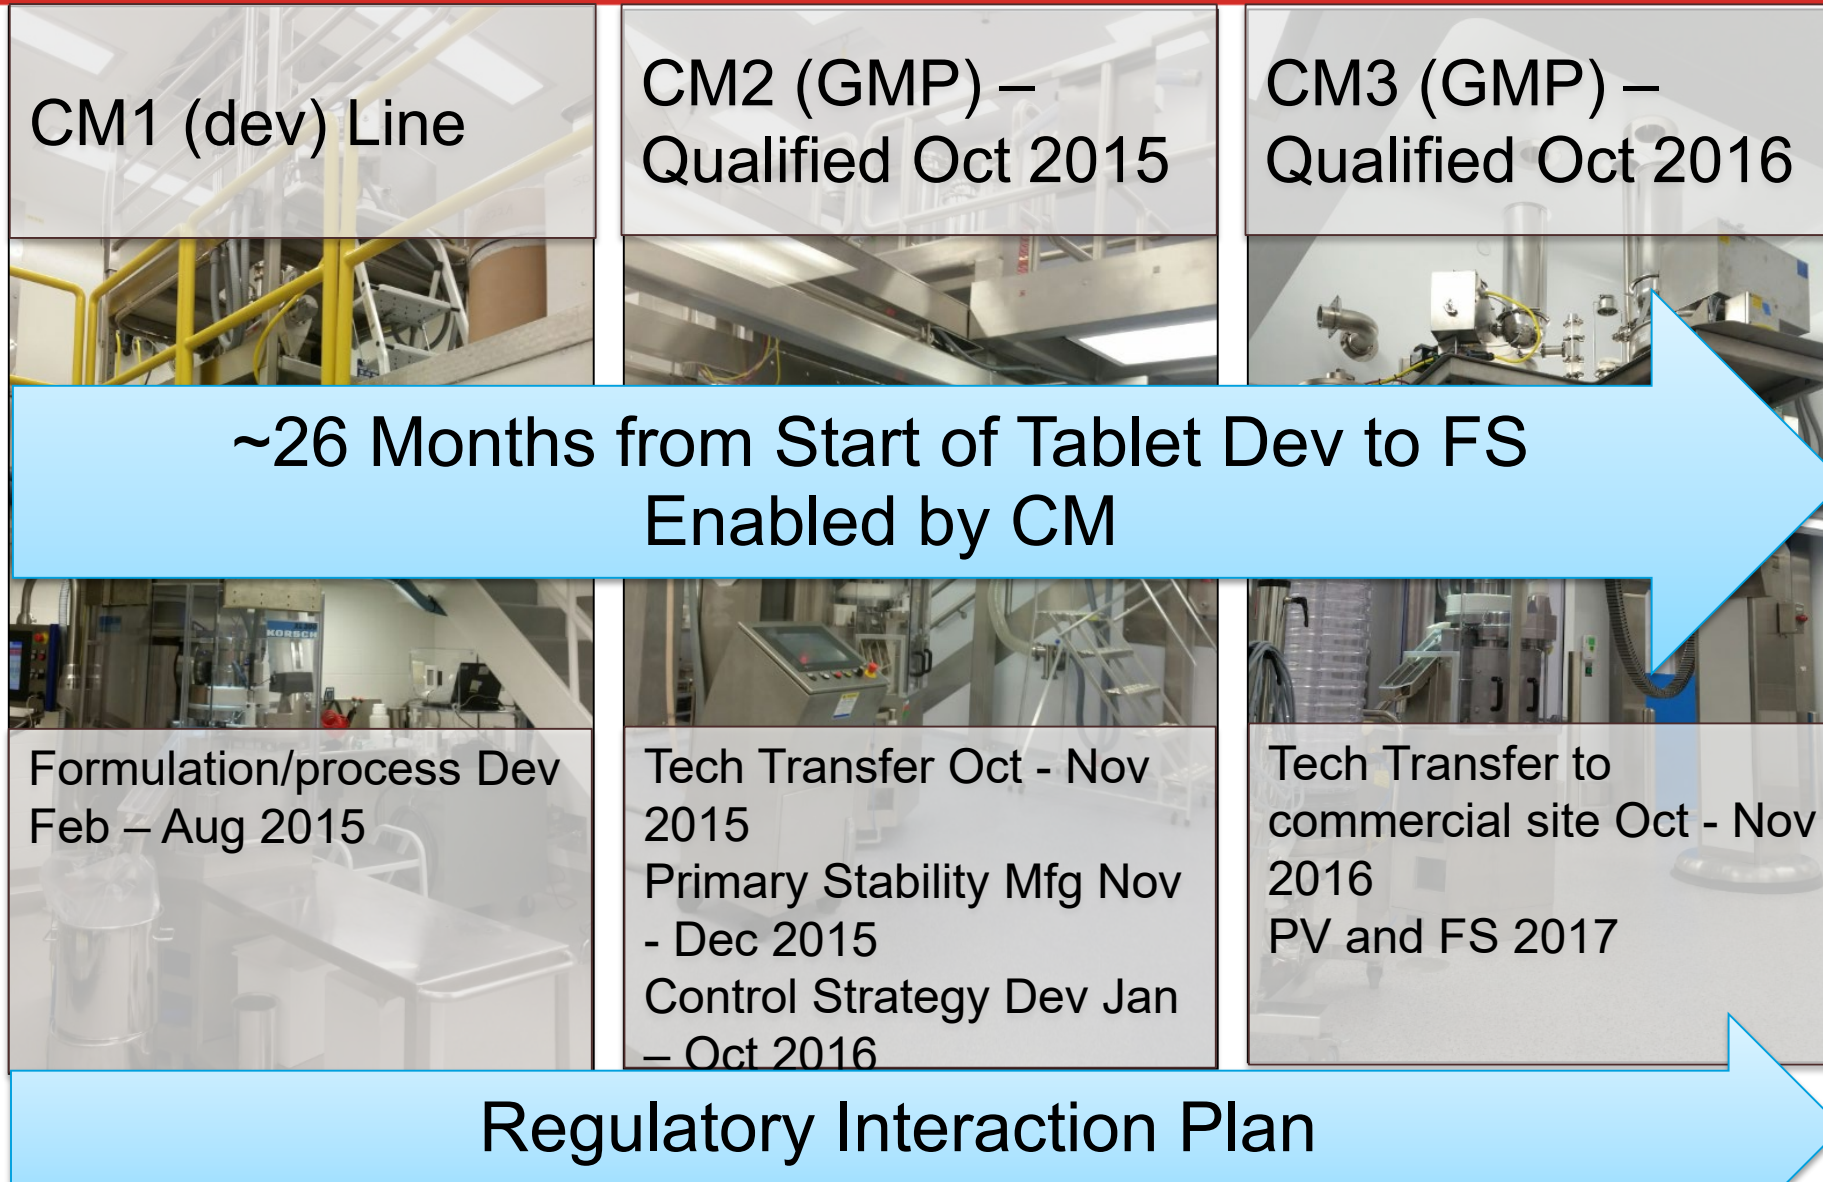 CM1 (dev) Line
CM2 (GMP) –
Qualified Oct 2015
CM3 (GMP) –
Qualified Oct 2016
~26 Months from Start of Tablet Dev to FS
Enabled by CM
KORSCH
Formulation/process Dev
Feb – Aug 2015
Tech Transfer Oct - Nov
2015
Primary Stability Mfg Nov
- Dec 2015
Control Strategy Dev Jan
– Oct 2016
Tech Transfer to
commercial site Oct - Nov
2016
PV and FS 2017
Regulatory Interaction Plan